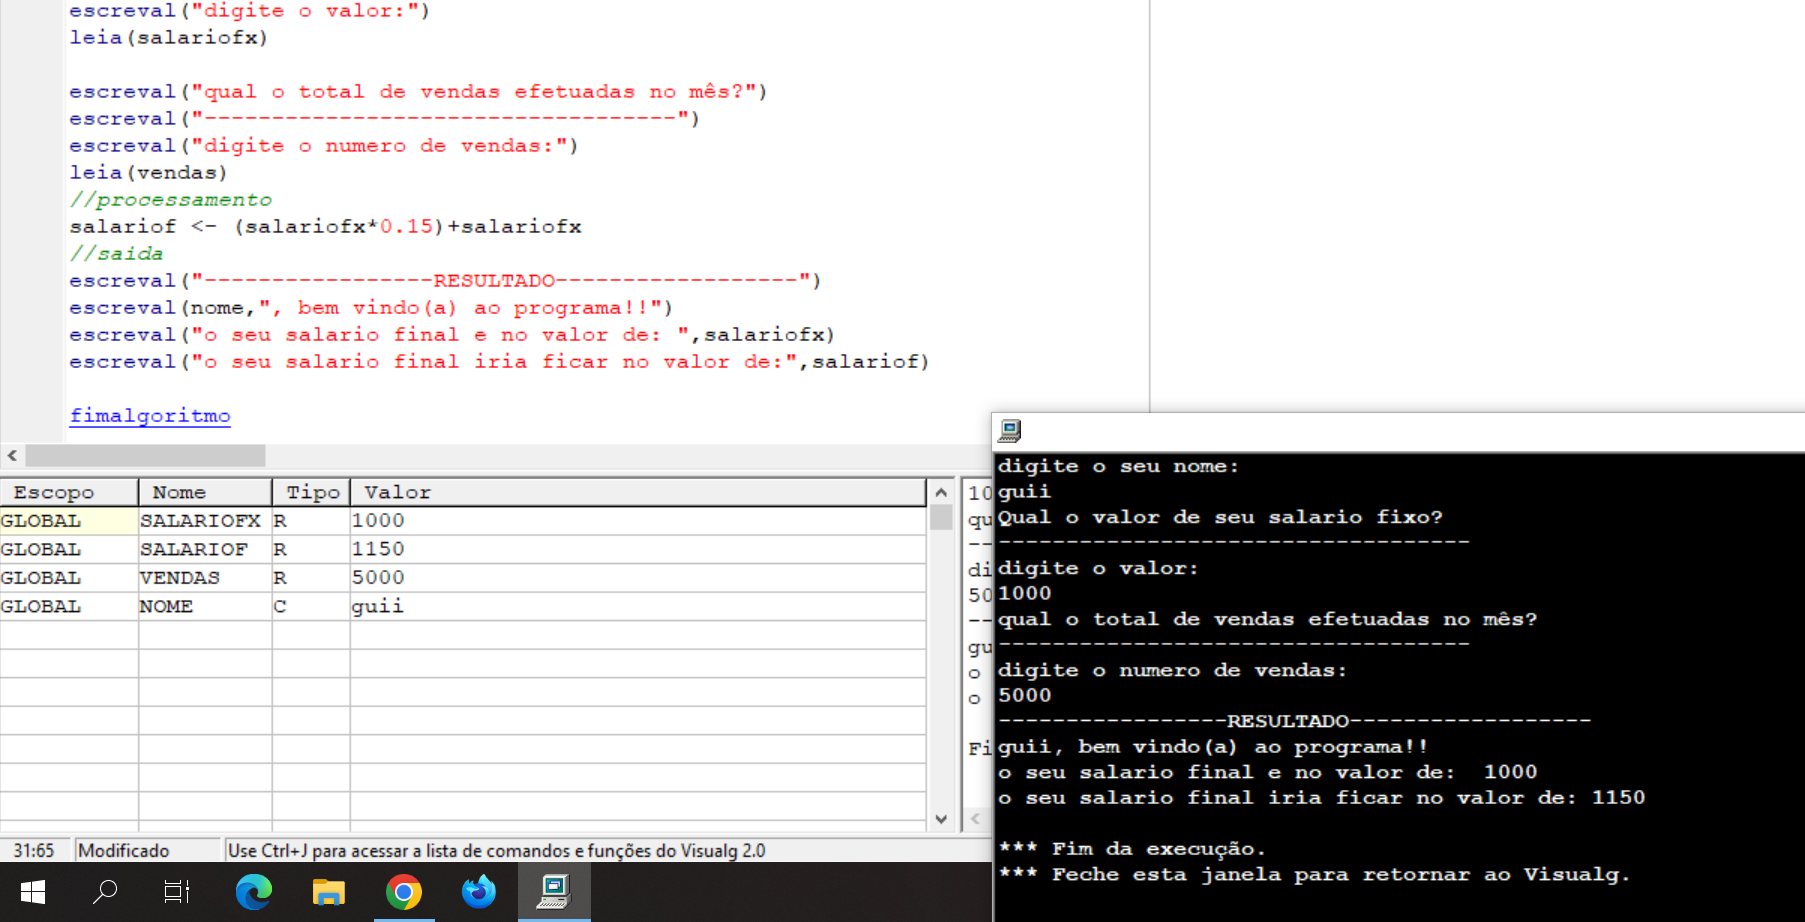 escreval("digite o valor:")
leia(salariofx)
escreval("qual o total de vendas efetuadas no mês?")
escreval("-----------------------------------")
escreval("digite o numero de vendas:")
leia(vendas)
//processamento
salariof <- (salariofx*0.15)+salariofx
//saida
escreval("-----------------RESULTADO------------------")
escreval(nome,", bem vindo(a) ao programa!!")
escreval("o seu salario final e no valor de: ",salariofx)
escreval("o seu salario final iria ficar no valor de:",salariof)
fimalgoritmo
Escopo Nome Tipo Valor
GLOBAL SALARIOFX R 1000
GLOBAL SALARIOF R 1150
GLOBAL VENDAS R 5000
GLOBAL NOME C guii
10
qu
--
di
50
--
gu
o
o
Fi
digite o seu nome:
guii
Qual o valor de seu salario fixo?
-----------------------------------
digite o valor:
1000
qual o total de vendas efetuadas no mês?
-----------------------------------
digite o numero de vendas:
5000
-----------------RESULTADO------------------
guii, bem vindo(a) ao programa!!
o seu salario final e no valor de:  1000
o seu salario final iria ficar no valor de: 1150
*** Fim da execução.
*** Feche esta janela para retornar ao Visualg.
31:65 Modificado Use Ctrl+J para acessar a lista de comandos e funções do Visualg 2.0